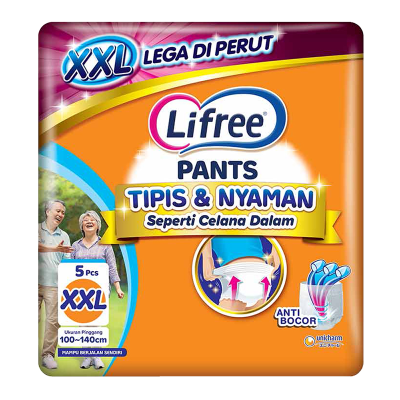 XXL LEGA DI PERUT
Lifree
PANTS
TIPIS & NYAMAN
Seperti Celana Dalam
5 Pcs
XXL
Ukuran Pinggang
100~140cm
MAMPU BERJALAN SENDIRI
ANTI
BOCOR
unicharm